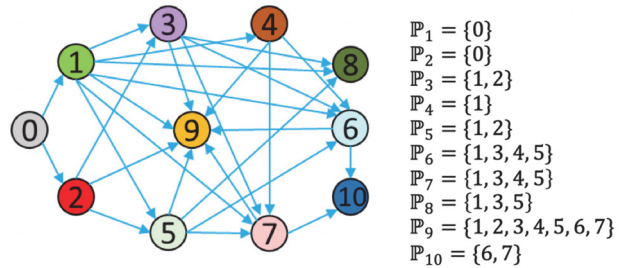 3
4
1
8
0
9
6
2
10
5
7
ℙ₁ = {0}
ℙ₂ = {0}
ℙ₃ = {1, 2}
ℙ₄ = {1}
ℙ₅ = {1, 2}
ℙ₆ = {1, 3, 4, 5}
ℙ₇ = {1, 3, 4, 5}
ℙ₈ = {1, 3, 5}
ℙ₉ = {1, 2, 3, 4, 5, 6, 7}
ℙ₁₀ = {6, 7}